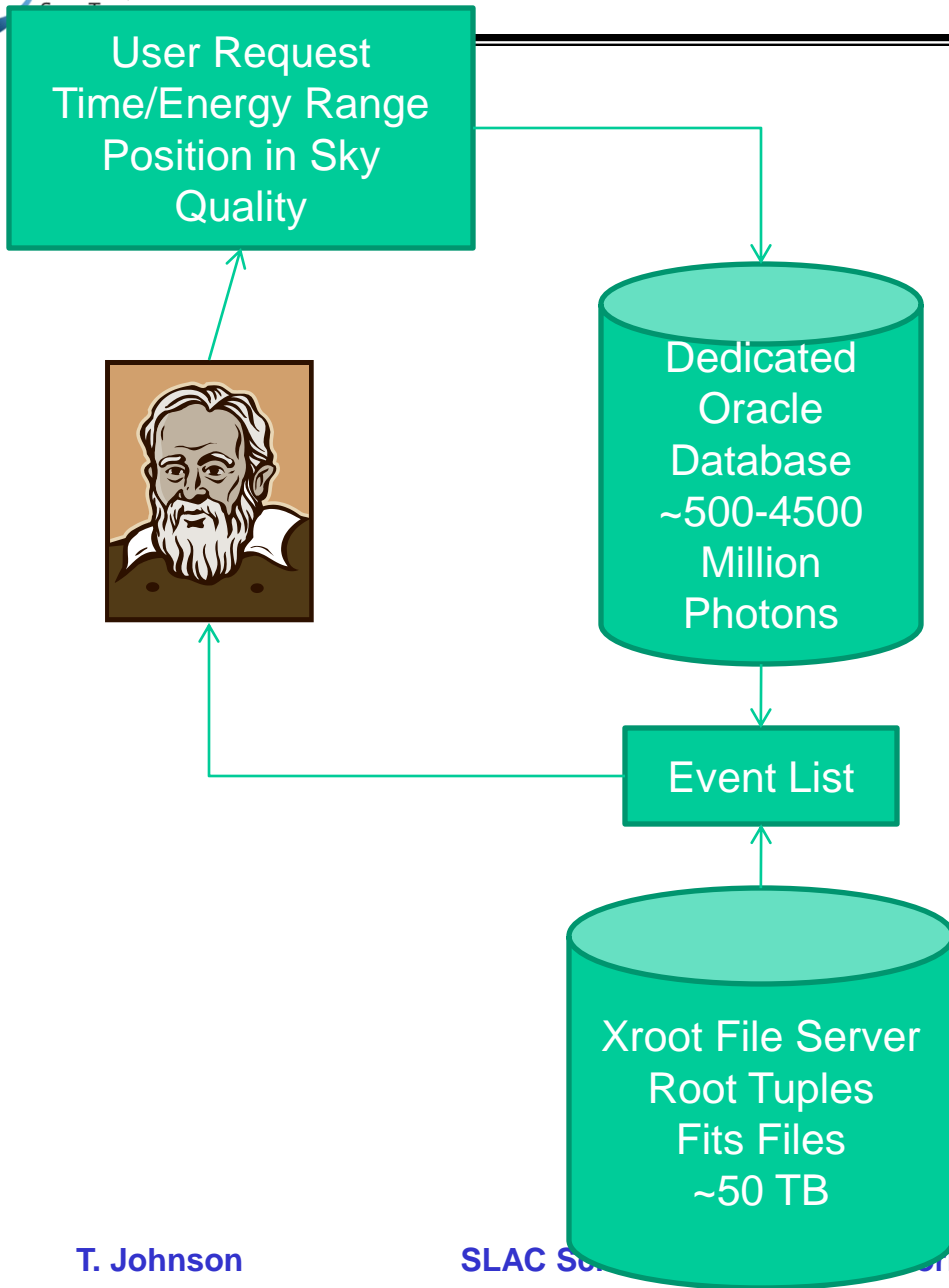 User Request
Time/Energy Range
Position in Sky
Quality
Dedicated
Oracle
Database
~500-4500
Million
Photons
Event List
Xroot File Server
Root Tuples
Fits Files
~50 TB
T. Johnson
SLAC